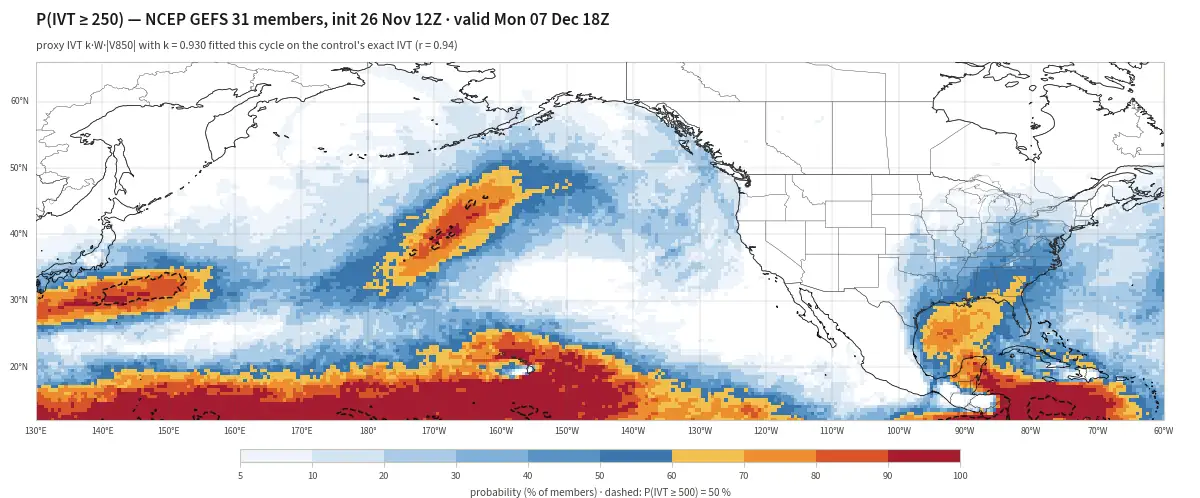 P(IVT ≥ 250) — NCEP GEFS 31 members, init 26 Nov 12Z · valid Mon 07 Dec 18Z
proxy IVT k·W·|V850| with k = 0.930 fitted this cycle on the control's exact IVT (r = 0.94)
60°N
50°N
40°N
30°N
20°N
130°E 140°E 150°E 160°E 170°E 180° 170°W 160°W 150°W 140°W 130°W 120°W 110°W 100°W 90°W 80°W 70°W 60°W
5 10 20 30 40 50 60 70 80 90 100
probability (% of members) · dashed: P(IVT ≥ 500) = 50 %